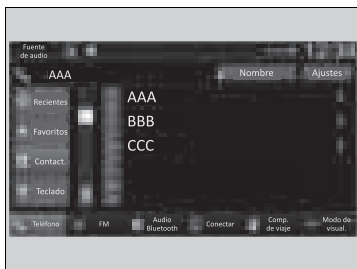 Fuente
de audio
AAA
Nombre
Ajustes
Recientes
Favoritos
Contact.
Teclado
AAA
BBB
CCC
Teléfono
FM
Audio
Bluetooth
Conectar
Comp.
de viaje
Modo de
visual.